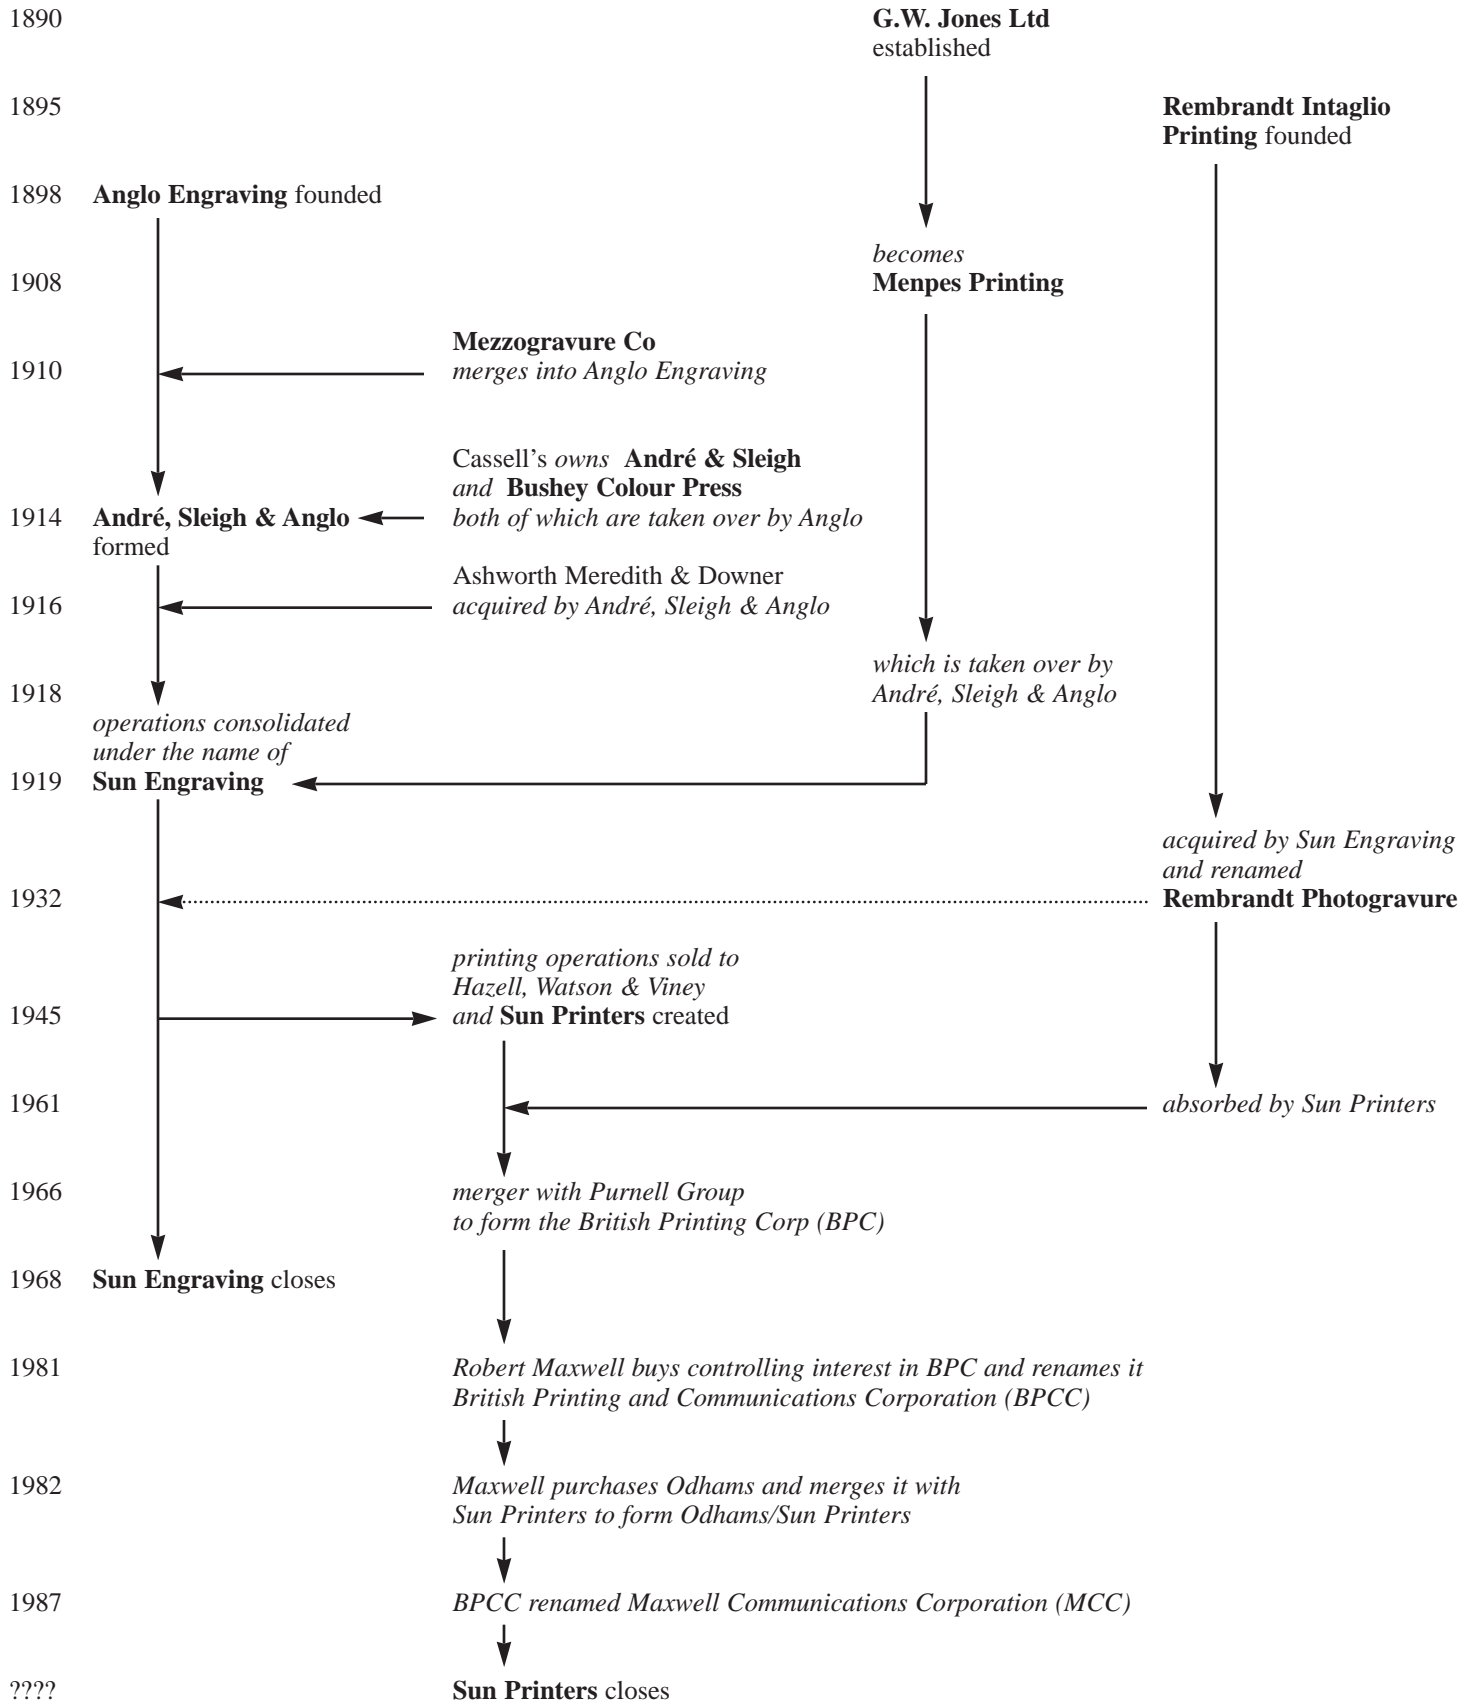 1890
G.W. Jones Ltd
established
1895
Rembrandt Intaglio
Printing founded
1898 Anglo Engraving founded
becomes
1908
Menpes Printing
Mezzogravure Co
1910
merges into Anglo Engraving
Cassell's owns André & Sleigh
and Bushey Colour Press
1914 André, Sleigh & Anglo
both of which are taken over by Anglo
formed
Ashworth Meredith & Downer
1916
acquired by André, Sleigh & Anglo
which is taken over by
1918
André, Sleigh & Anglo
operations consolidated
under the name of
1919 Sun Engraving
acquired by Sun Engraving
and renamed
1932
Rembrandt Photogravure
printing operations sold to
Hazell, Watson & Viney
1945
and Sun Printers created
1961
absorbed by Sun Printers
1966
merger with Purnell Group
to form the British Printing Corp (BPC)
1968 Sun Engraving closes
1981
Robert Maxwell buys controlling interest in BPC and renames it
British Printing and Communications Corporation (BPCC)
1982
Maxwell purchases Odhams and merges it with
Sun Printers to form Odhams/Sun Printers
1987
BPCC renamed Maxwell Communications Corporation (MCC)
????
Sun Printers closes